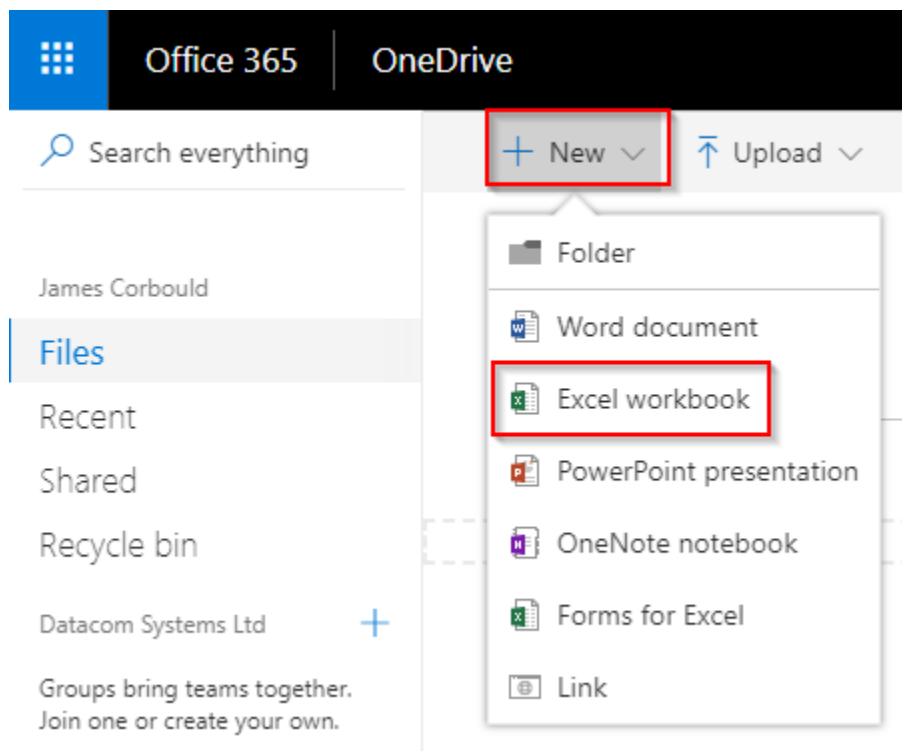 Office 365 OneDrive
Search everything
New Upload
James Corbould
Files
Recent
Shared
Recycle bin
Datacom Systems Ltd
Groups bring teams together.
Join one or create your own.
Folder
Word document
Excel workbook
PowerPoint presentation
OneNote notebook
Forms for Excel
Link